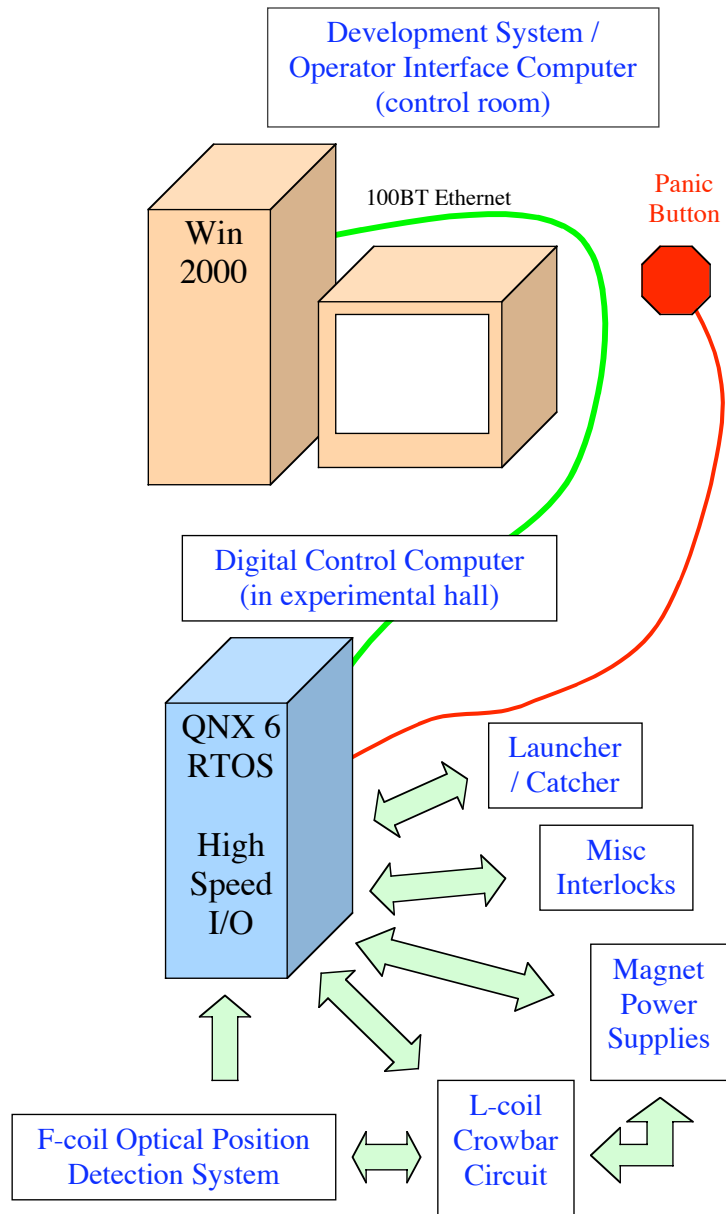 Development System /
Operator Interface Computer
(control room)
100BT Ethernet
Panic
Button
Win
2000
Digital Control Computer
(in experimental hall)
QNX 6
RTOS
High
Speed
I/O
Launcher
/ Catcher
Misc
Interlocks
Magnet
Power
Supplies
L-coil
Crowbar
Circuit
F-coil Optical Position
Detection System